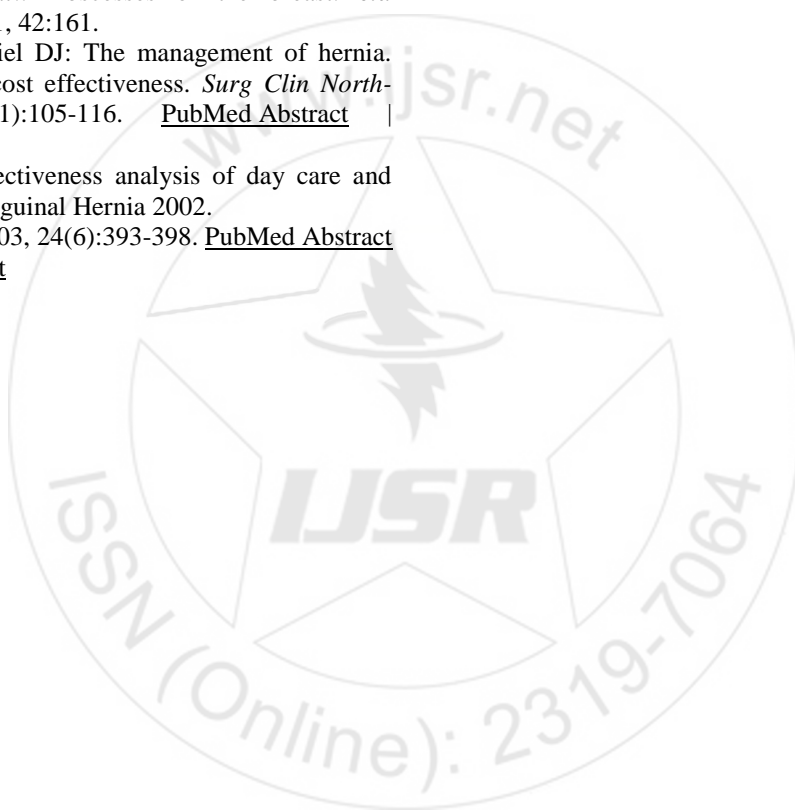 , 42:161.
iel DJ: The management of hernia.
cost effectiveness. Surg Clin North-
1):105-116. PubMed Abstract |
ectiveness analysis of day care and
guinal Hernia 2002.
03, 24(6):393-398. PubMed Abstract
t
www.ijsr.net
IJSR
ISSN (Online): 2319-7064